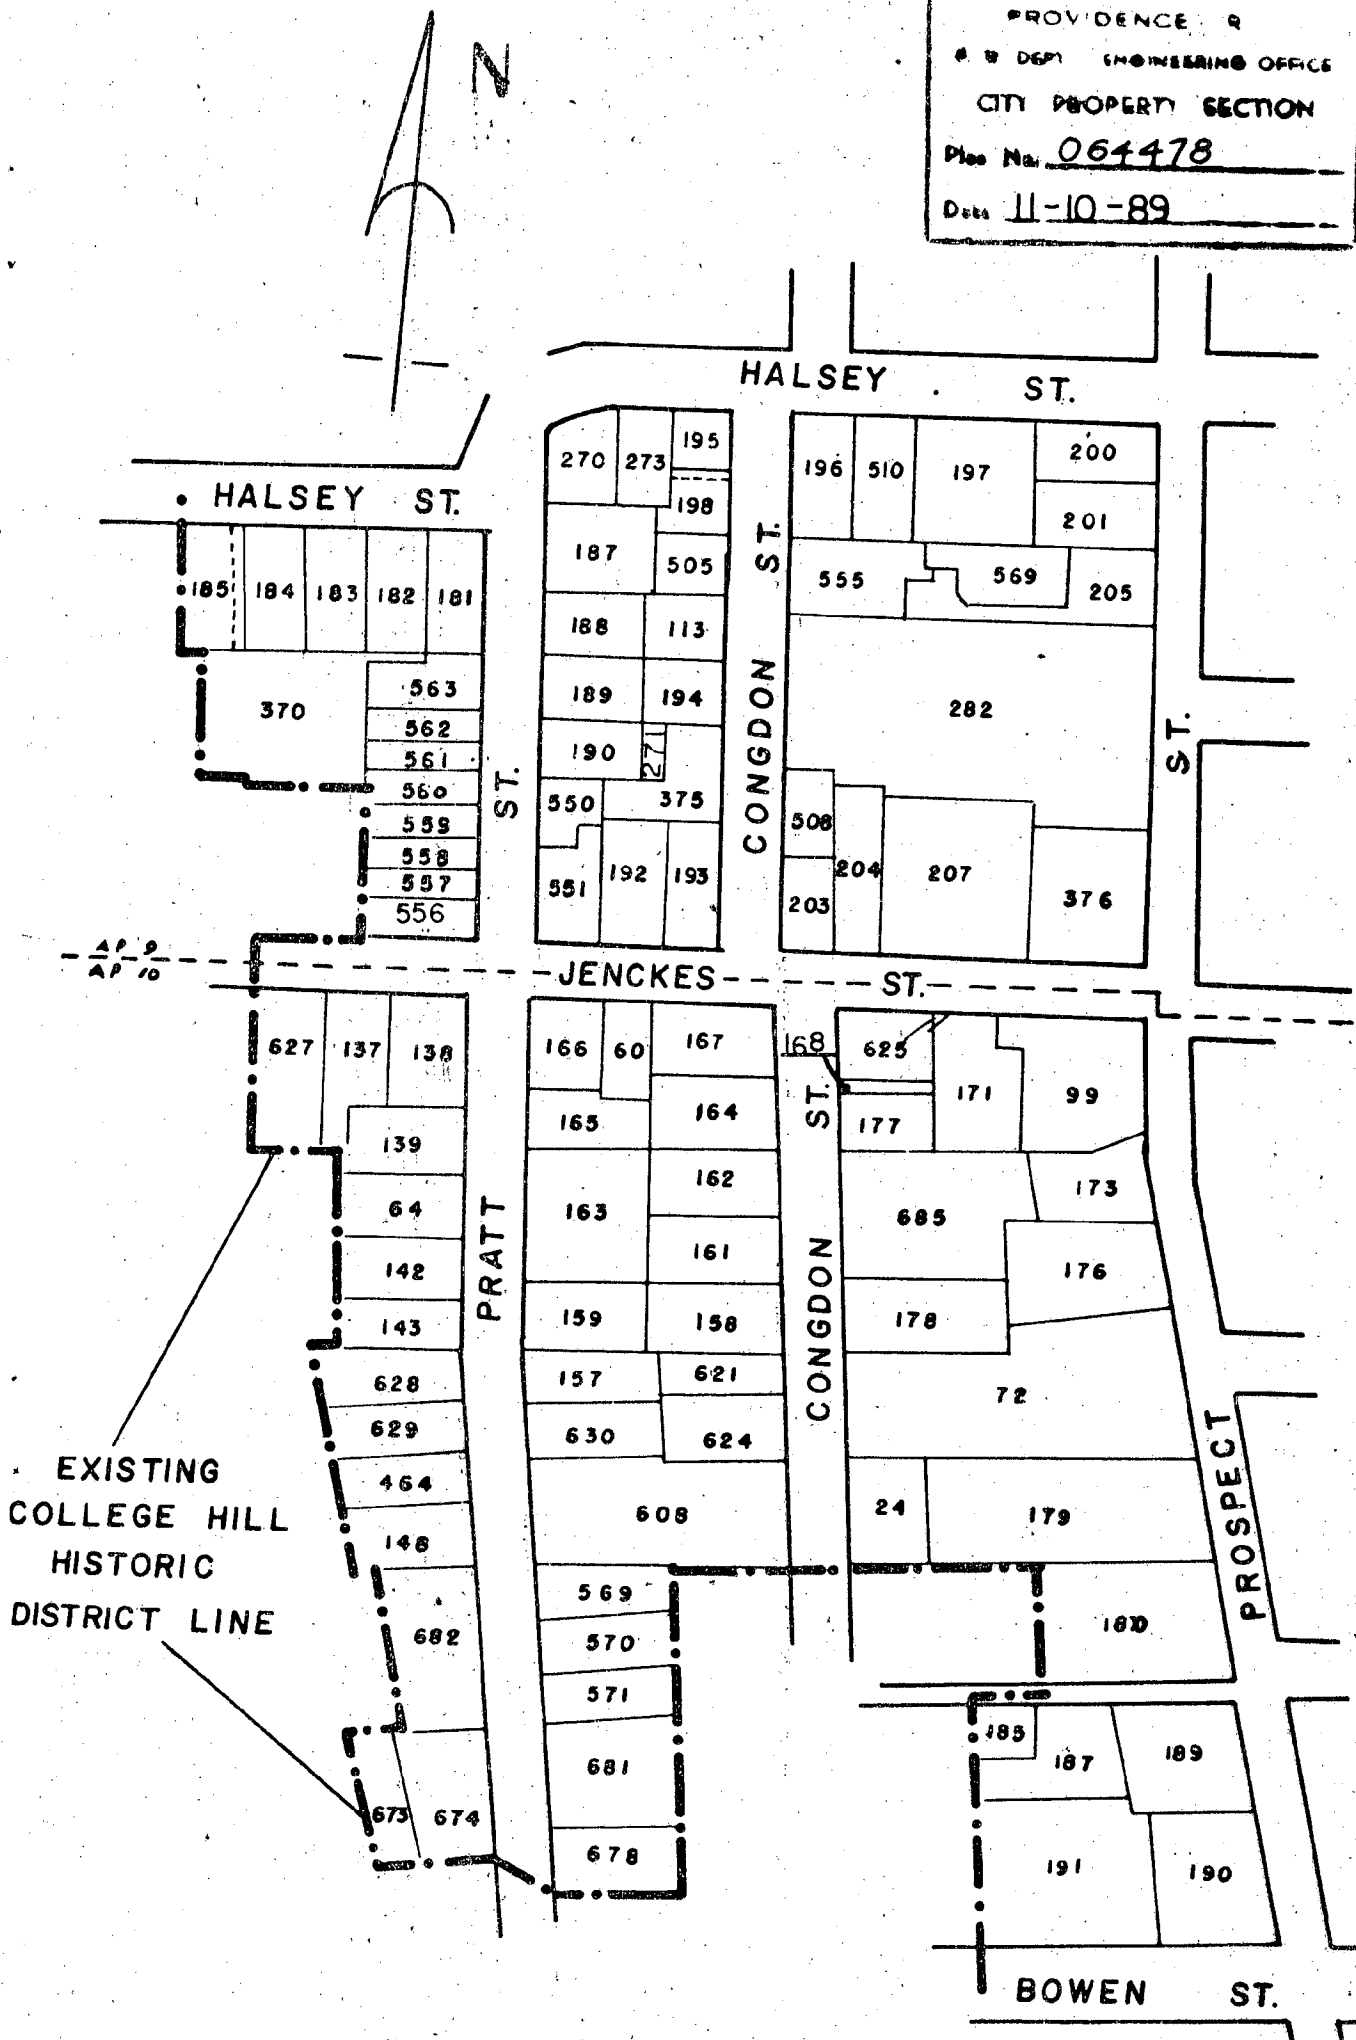 N
PROVIDENCE R
P. W DEPT ENGINEERING OFFICE
CITY PROPERTY SECTION
Plan No. 064478
Date 11-10-89
HALSEY ST.
HALSEY ST.
270 273 195
198
187 505
188 113
189 194
190 271
550 375
551 192 193
196 510 197 200
201
555 569 205
282
508 204 207 376
203
185 184 183 182 181
370 563
562
561
560
559
558
557
556
ST.
CONGDON ST.
ST.
AP 9
AP 10
JENCKES ST.
627 137 138
139
64
142
143
628
629
464
148
682
673 674
PRATT
166 60 167
165 164
163 162
161
159 158
157 621
630 624
608
569
570
571
681
678
168
CONGDON ST.
625 171 99
177
685 173
176
178
72
24 179
180
PROSPECT
185 187 189
191 190
BOWEN ST.
EXISTING
COLLEGE HILL
HISTORIC
DISTRICT LINE